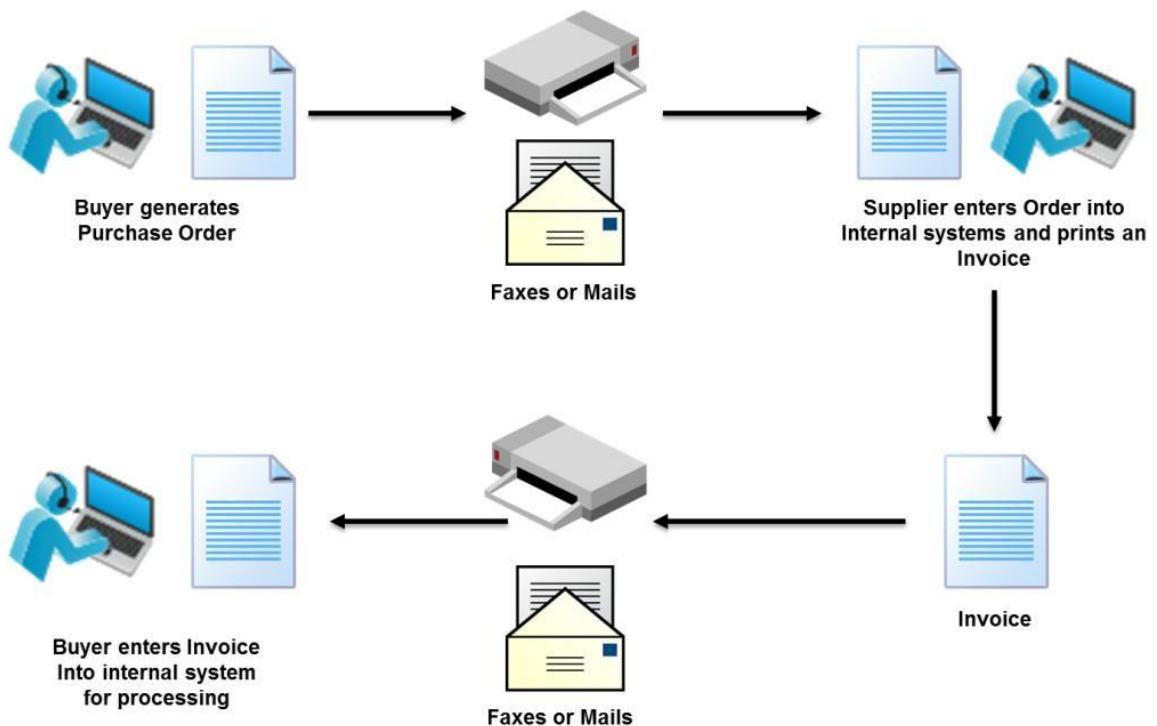 Buyer generates
Purchase Order
Faxes or Mails
Supplier enters Order into
Internal systems and prints an
Invoice
Invoice
Faxes or Mails
Buyer enters Invoice
Into internal system
for processing